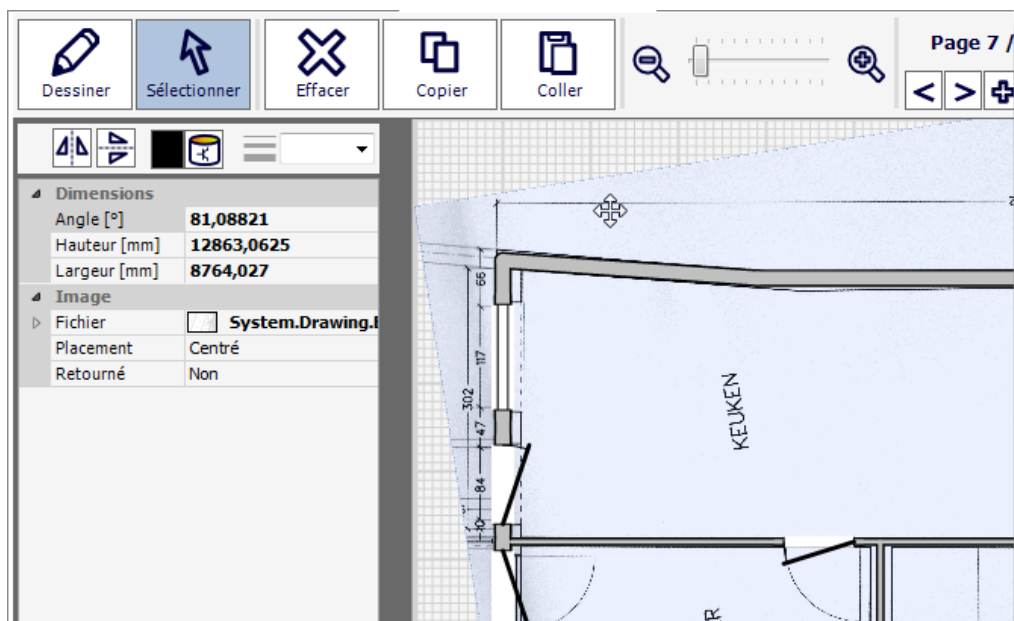 Dessiner
Sélectionner
Effacer
Copier
Coller
Page 7 /
Dimensions
Angle [°] 81,08821
Hauteur [mm] 12863,0625
Largeur [mm] 8764,027
Image
Fichier System.Drawing.
Placement Centré
Retourné Non
66
117
302
47
84
KEUKEN